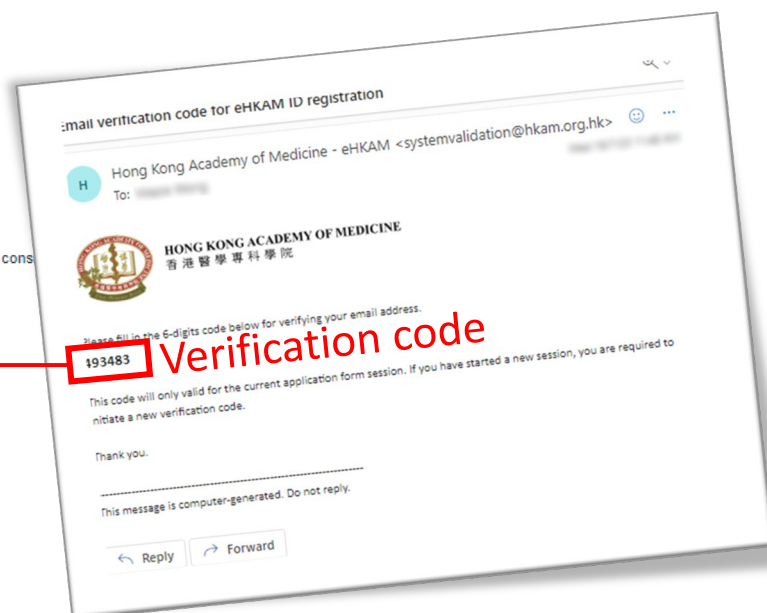 Email verification code for eHKAM ID registration
H
Hong Kong Academy of Medicine - eHKAM <systemvalidation@hkam.org.hk>
To:
HONG KONG ACADEMY OF MEDICINE
香港醫學專科學院
cons
Please fill in the 6-digits code below for verifying your email address.
493483
Verification code
This code will only valid for the current application form session. If you have started a new session, you are required to
initiate a new verification code.
Thank you.
This message is computer-generated. Do not reply.
Reply
Forward